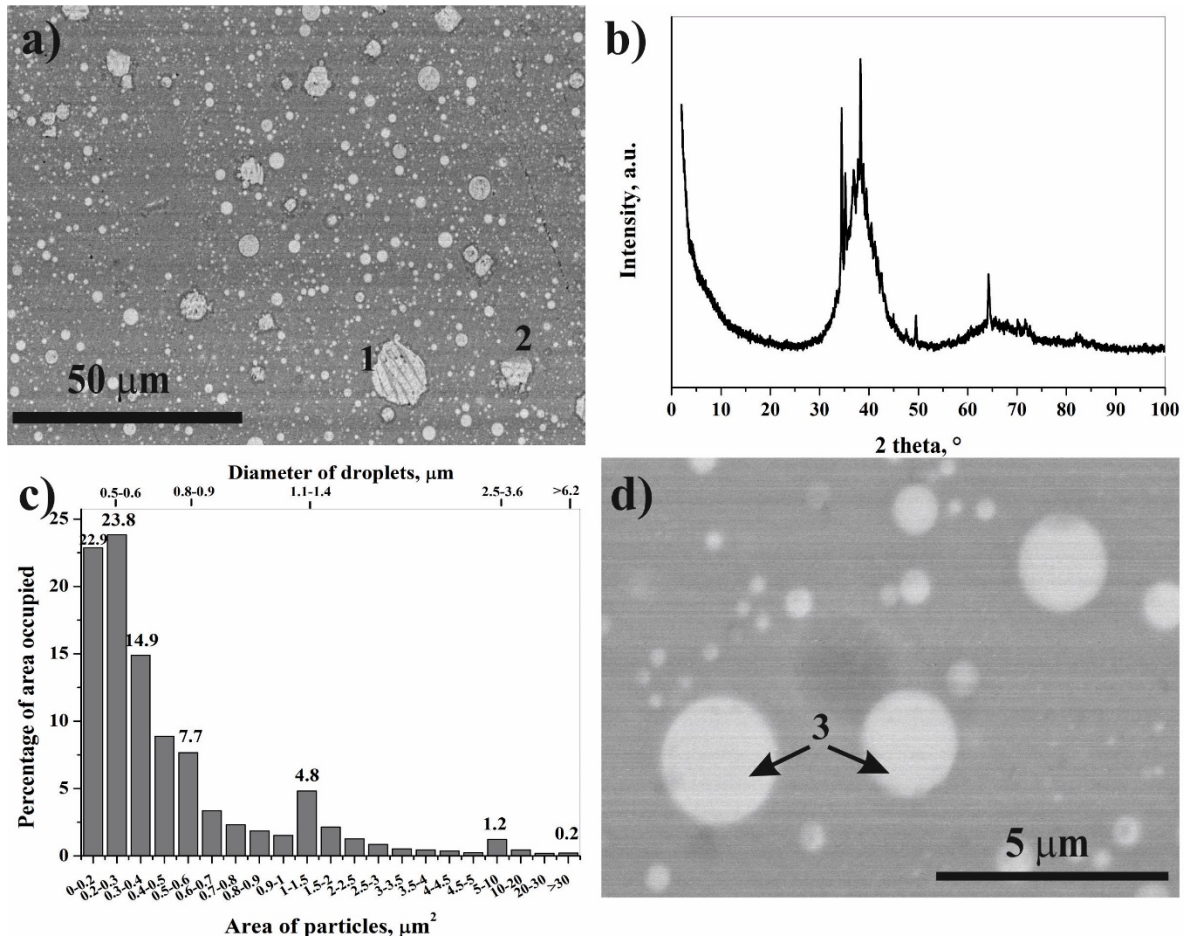 a)
1
2
50 μm
b)
Intensity, a.u.
0 10 20 30 40 50 60 70 80 90 100
2 theta, °
c)
Diameter of droplets, μm
0.5-0.6 0.8-0.9 1.1-1.4 2.5-3.6 >6.2
Percentage of area occupied
25
20
15
10
5
0
22.9 23.8 14.9 7.7 4.8 1.2 0.2
0-0.2 0.2-0.3 0.3-0.4 0.4-0.5 0.5-0.6 0.6-0.7 0.7-0.8 0.8-0.9 0.9-1 1-1.5 1.5-2 2-2.5 2.5-3 3-3.5 3.5-4 4-4.5 4.5-5 5-10 10-20 20-30 >30
Area of particles, μm²
d)
3
5 μm